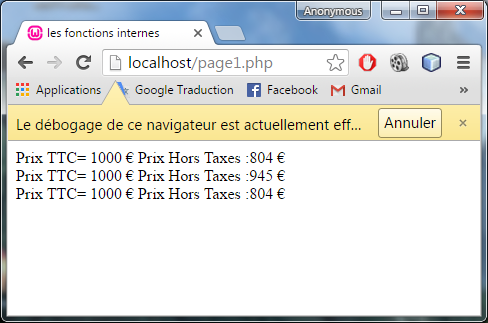 Anonymous
les fonctions internes
localhost/page1.php
Applications Google Traduction Facebook Gmail »
Le débogage de ce navigateur est actuellement eff... Annuler
Prix TTC= 1000 € Prix Hors Taxes :804 €
Prix TTC= 1000 € Prix Hors Taxes :945 €
Prix TTC= 1000 € Prix Hors Taxes :804 €